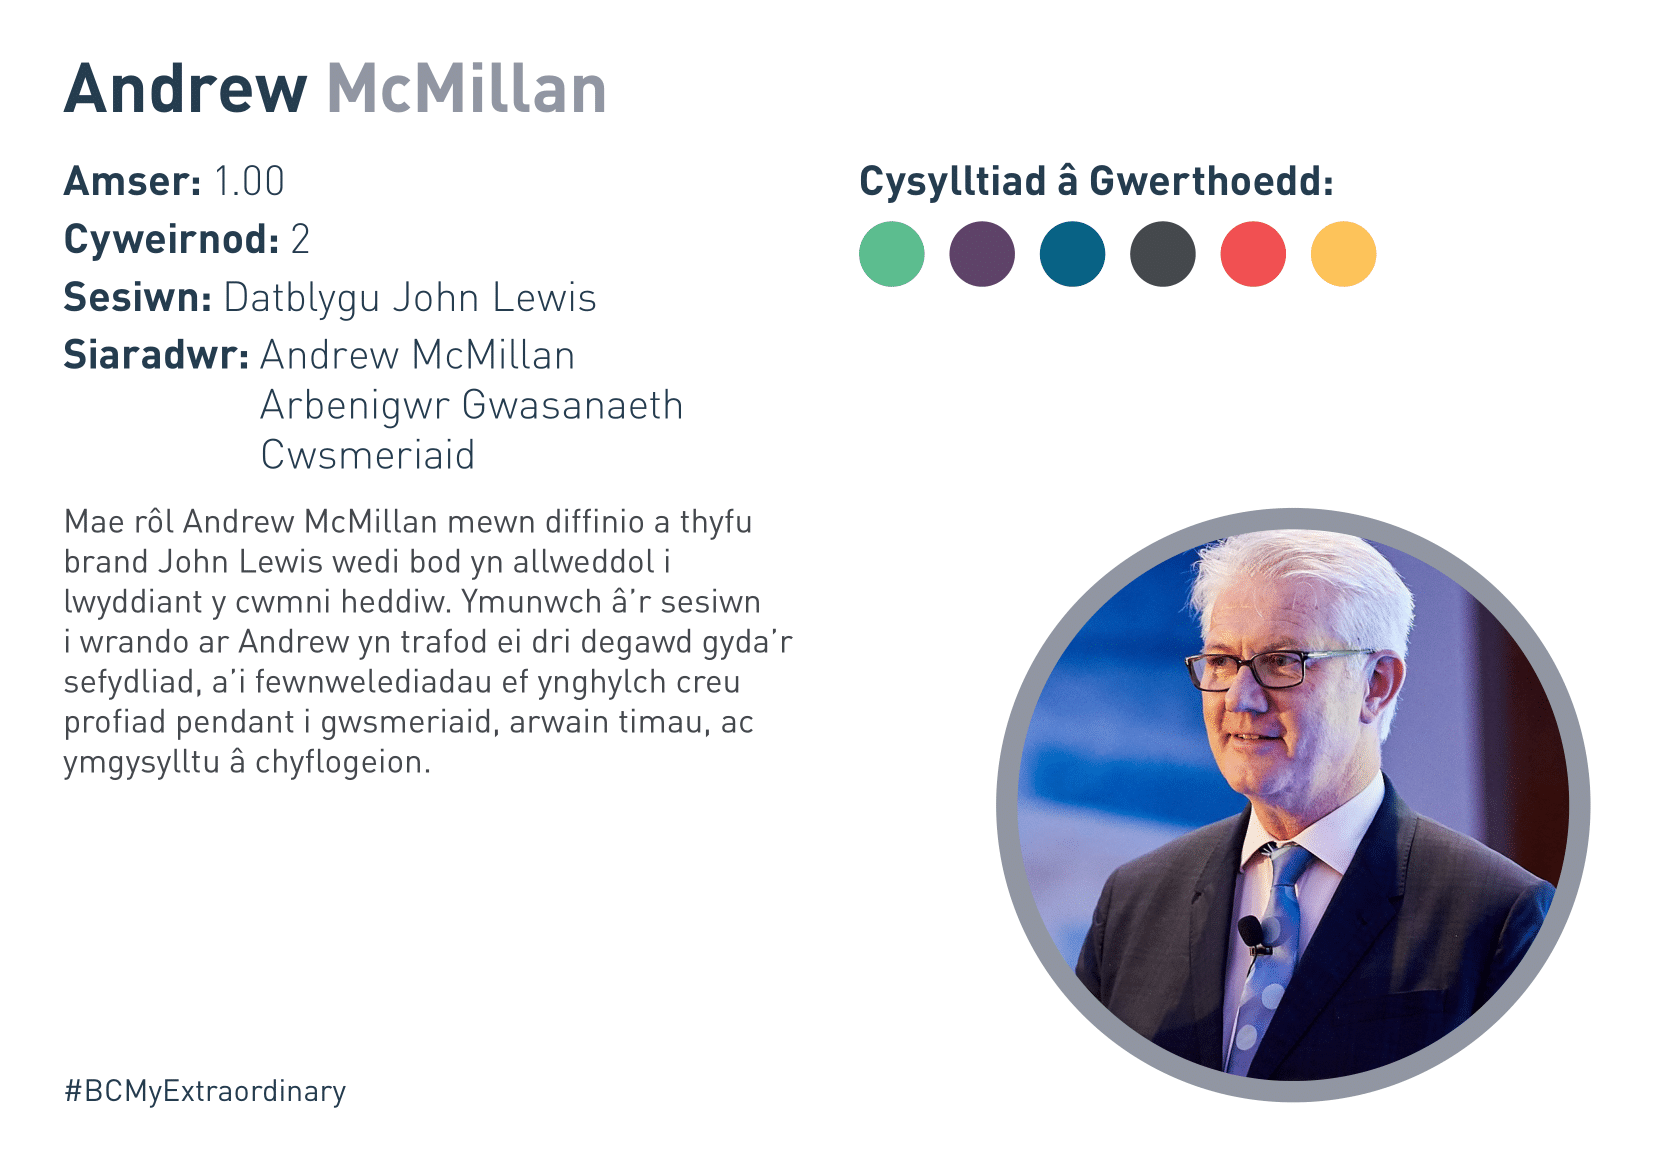 Andrew McMillan
Amser: 1.00
Cyweirnod: 2
Sesiwn: Datblygu John Lewis
Siaradwr: Andrew McMillan
Arbenigwr Gwasanaeth
Cwsmeriaid
Mae rôl Andrew McMillan mewn diffinio a thyfu
brand John Lewis wedi bod yn allweddol i
lwyddiant y cwmni heddiw. Ymunwch â’r sesiwn
i wrando ar Andrew yn trafod ei dri degawd gyda’r
sefydliad, a’i fewnwelediadau ef ynghylch creu
profiad pendant i gwsmeriaid, arwain timau, ac
ymgysylltu â chyflogeion.
#BCMyExtraordinary
Cysylltiad â Gwerthoedd: